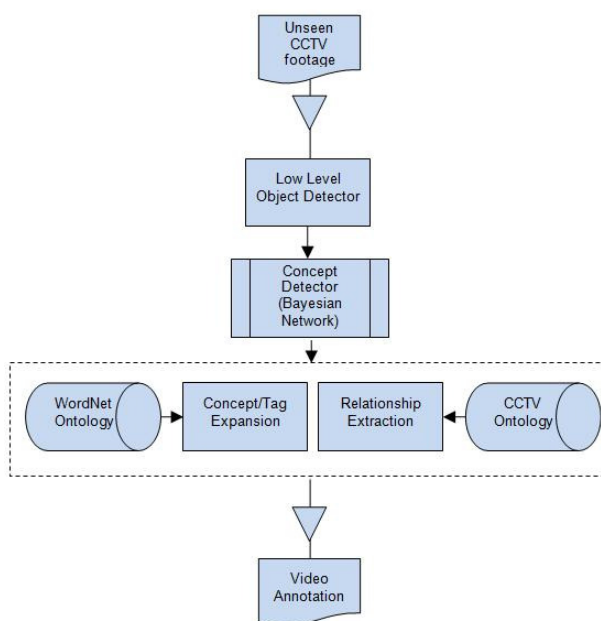 Unseen
CCTV
footage
Low Level
Object Detector
Concept
Detector
(Bayesian
Network)
WordNet
Ontology
Concept/Tag
Expansion
Relationship
Extraction
CCTV
Ontology
Video
Annotation